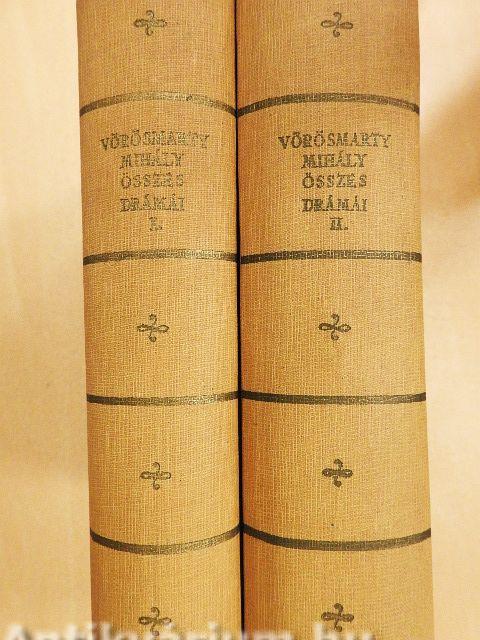 VÖRÖSMARTY
MIHÁLY
ÖSSZES
DRÁMÁI
I.
VÖRÖSMARTY
MIHÁLY
ÖSSZES
DRÁMÁI
II.